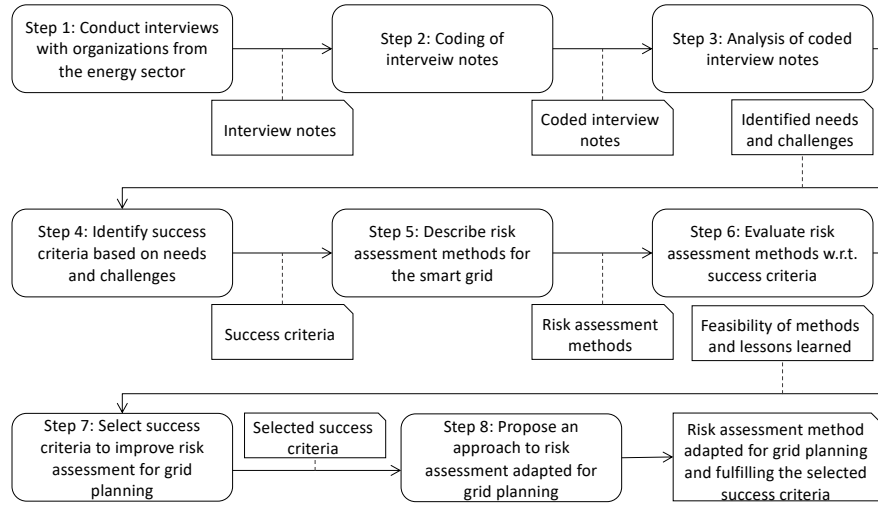 Step 1: Conduct interviews
with organizations from
the energy sector
Step 2: Coding of
interveiw notes
Step 3: Analysis of coded
interview notes
Interview notes
Coded interview
notes
Identified needs
and challenges
Step 4: Identify success
criteria based on needs
and challenges
Step 5: Describe risk
assessment methods for
the smart grid
Step 6: Evaluate risk
assessment methods w.r.t.
success criteria
Success criteria
Risk assessment
methods
Feasibility of methods
and lessons learned
Step 7: Select success
criteria to improve risk
assessment for grid
planning
Selected success
criteria
Step 8: Propose an
approach to risk
assessment adapted for
grid planning
Risk assessment method
adapted for grid planning
and fulfilling the selected
success criteria